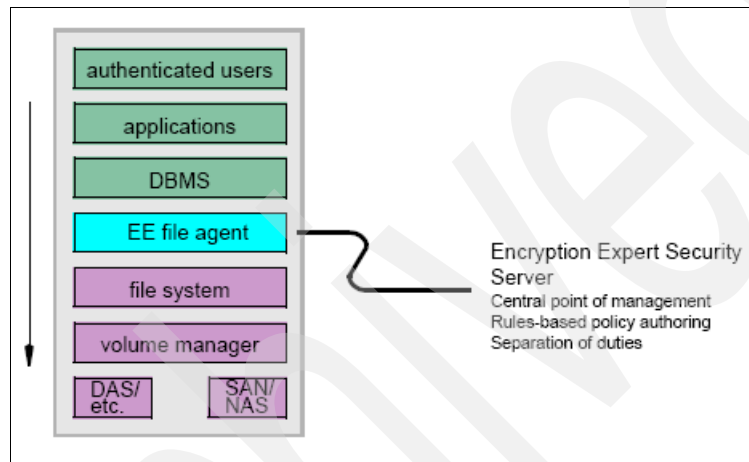 authenticated users
applications
DBMS
EE file agent
file system
volume manager
DAS/
etc.
SAN/
NAS
Encryption Expert Security
Server
Central point of management
Rules-based policy authoring
Separation of duties